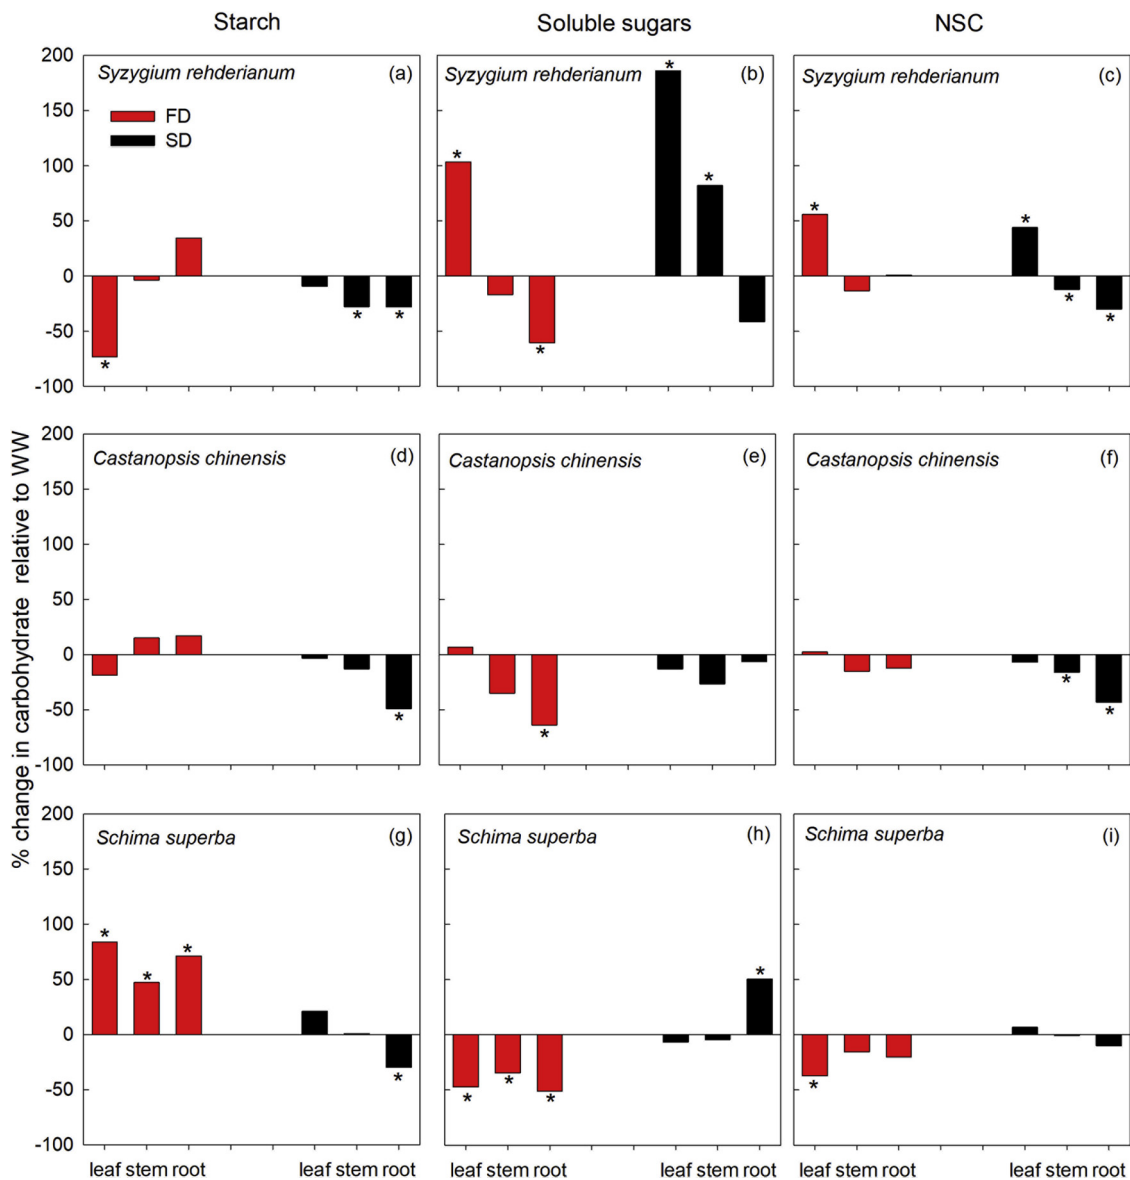 Starch Soluble sugars NSC
% change in carbohydrate relative to WW
200 Syzygium rehderianum (a) Syzygium rehderianum (b) * Syzygium rehderianum (c)
150
FD
SD
100 * *
50 * *
0
-50 * * * * *
-100 *
200
Castanopsis chinensis (d) Castanopsis chinensis (e) Castanopsis chinensis (f)
150
100
50
0
-50 * * * *
-100
200
Schima superba (g) Schima superba (h) Schima superba (i)
150
100 * *
50 * *
0
-50 * * * * *
-100
leaf stem root leaf stem root leaf stem root leaf stem root leaf stem root leaf stem root